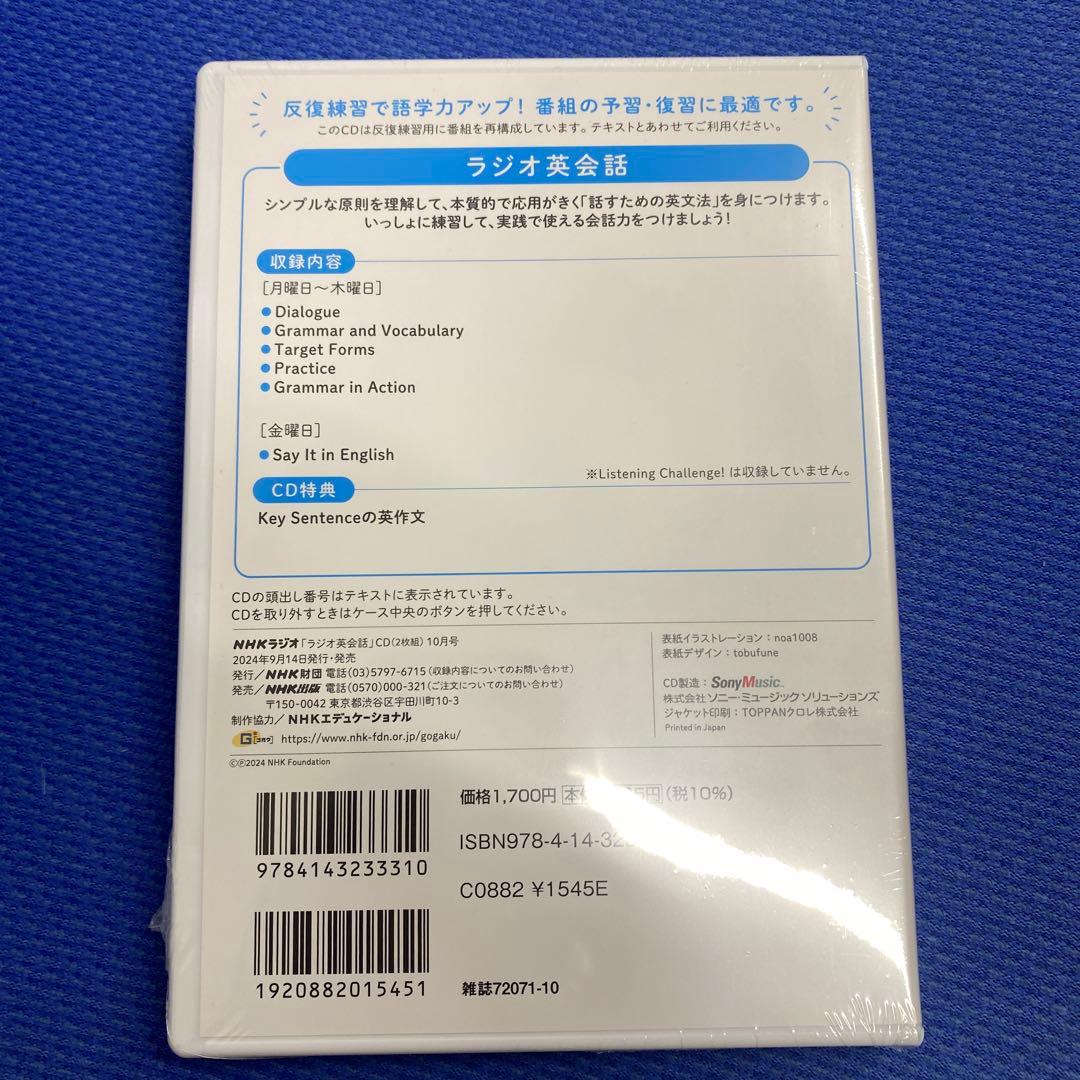 反復練習で語学力アップ！ 番組の予習・復習に最適です。
このCDは反復練習用に番組を再構成しています。テキストとあわせてご利用ください。
ラジオ英会話
シンプルな原則を理解して、本質的で応用がきく「話すための英文法」を身につけます。
いっしょに練習して、実践で使える会話力をつけましょう！
収録内容
［月曜日～木曜日］
●Dialogue
●Grammar and Vocabulary
●Target Forms
●Practice
●Grammar in Action
［金曜日］
●Say It in English
※Listening Challenge! は収録していません。
CD特典
Key Sentenceの英作文
CDの頭出し番号はテキストに表示されています。
CDを取り外すときはケース中央のボタンを押してください。
NHKラジオ「ラジオ英会話」CD（2枚組）10月号
2024年9月14日発行・発売
発行／NHK財団 電話（03）5797-6715（収録内容についてのお問い合わせ）
発売／NHK出版 電話（0570）000-321（ご注文についてのお問い合わせ）
〒150-0042 東京都渋谷区宇田川町10-3
制作協力／NHKエデュケーショナル
G［ゴガク］ https://www.nhk-fdn.or.jp/gogaku/
©℗2024 NHK Foundation
表紙イラストレーション：noa1008
表紙デザイン：tobufune
CD製造：SonyMusic
株式会社 ソニー・ミュージック ソリューションズ
ジャケット印刷：TOPPANクロレ株式会社
Printed in Japan
9784143233310
価格1,700円 本 5円（税10%）
ISBN978-4-14-32
C0882 ¥1545E
1920882015451
雑誌72071-10